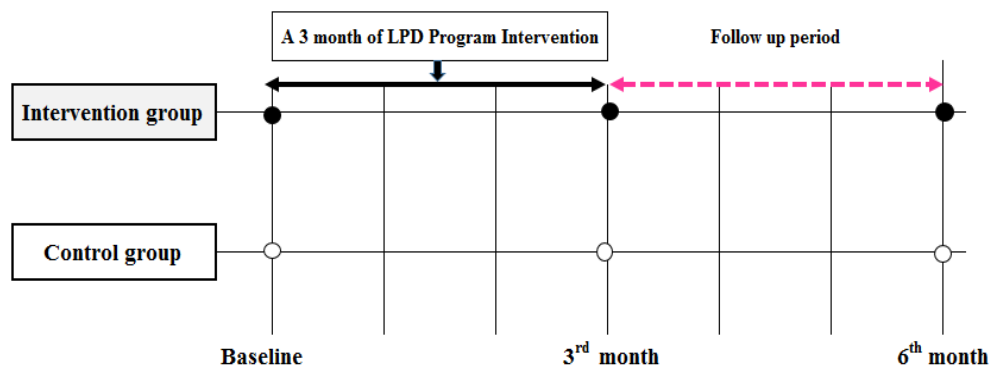 A 3 month of LPD Program Intervention
Follow up period
Intervention group
Control group
Baseline
3rd month
6th month